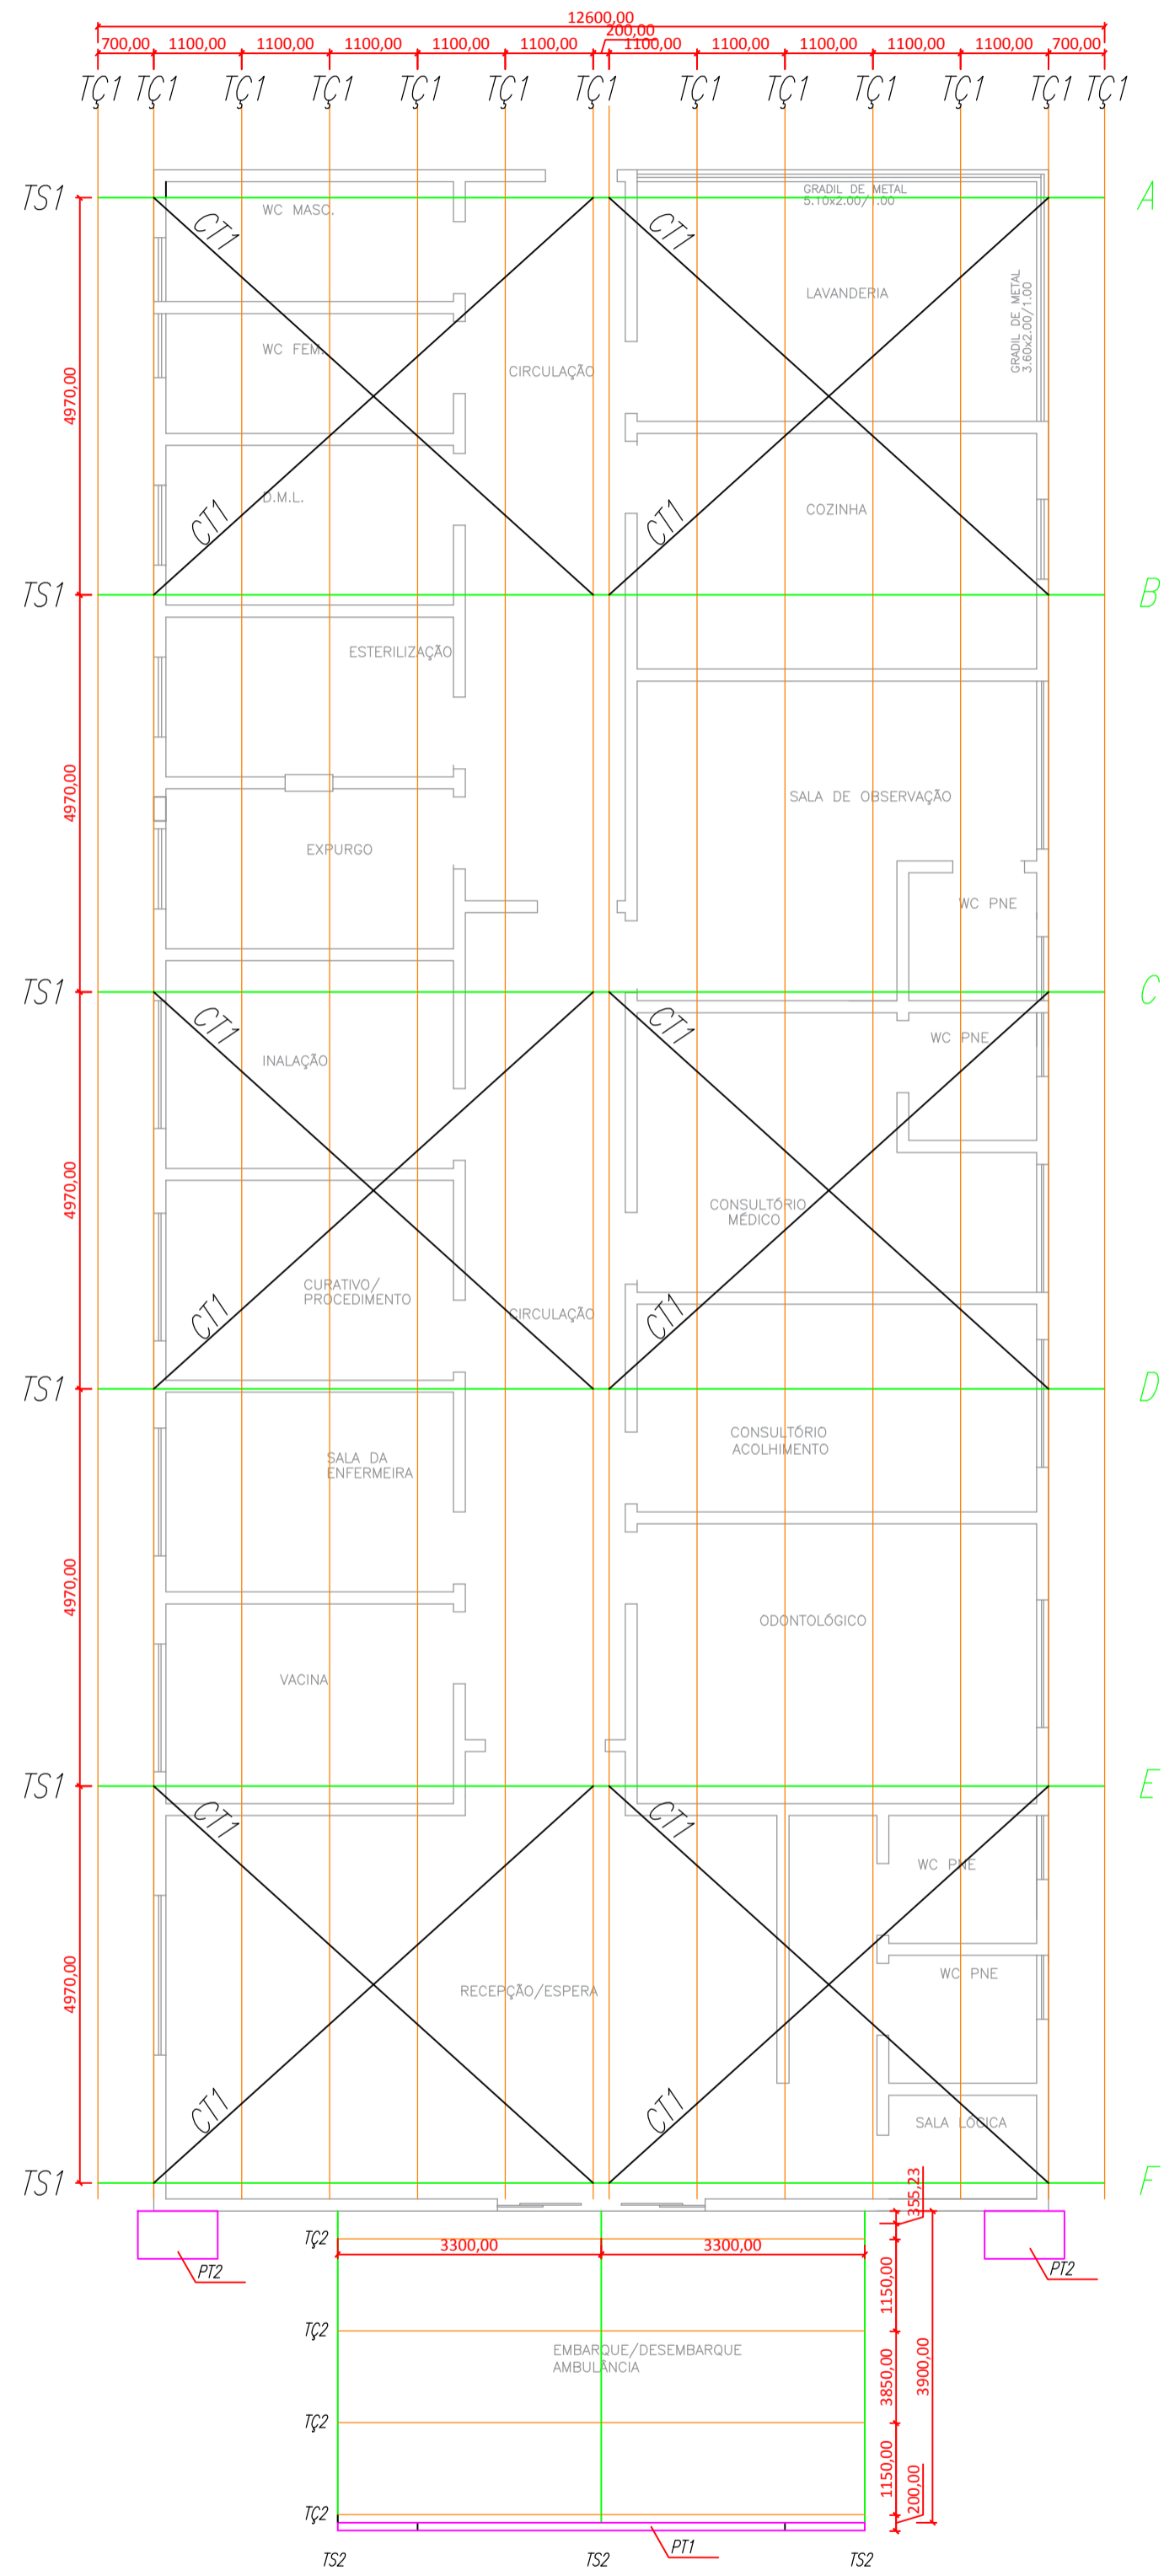 12600,00
200,00
700,00 1100,00 1100,00 1100,00 1100,00 1100,00 1100,00 1100,00 1100,00 1100,00 1100,00 700,00
TÇ1 TÇ1 TÇ1 TÇ1 TÇ1 TÇ1 TÇ1 TÇ1 TÇ1 TÇ1 TÇ1 TÇ1 TÇ1
TS1
A
WC MASC.
GRADIL DE METAL
5.10x2.00/1.00
CT1
CT1
LAVANDERIA
GRADIL DE METAL
3.60x2.00/1.00
WC FEM.
CIRCULAÇÃO
4970,00
D.M.L.
COZINHA
CT1
CT1
TS1
B
ESTERILIZAÇÃO
4970,00
SALA DE OBSERVAÇÃO
EXPURGO
WC PNE
TS1
C
CT1
CT1
INALAÇÃO
WC PNE
4970,00
CONSULTÓRIO
MÉDICO
CURATIVO/
PROCEDIMENTO
CIRCULAÇÃO
CT1
CT1
TS1
D
SALA DA
ENFERMEIRA
CONSULTÓRIO
ACOLHIMENTO
4970,00
ODONTOLÓGICO
VACINA
TS1
E
CT1
CT1
WC PNE
4970,00
RECEPÇÃO/ESPERA
WC PNE
CT1
CT1
SALA LÓGICA
TS1
F
355,23
TÇ2
3300,00
3300,00
PT2
PT2
1150,00
TÇ2
EMBARQUE/DESEMBARQUE
AMBULÂNCIA
3850,00
3900,00
TÇ2
1150,00
200,00
TÇ2
PT1
TS2
TS2
TS2